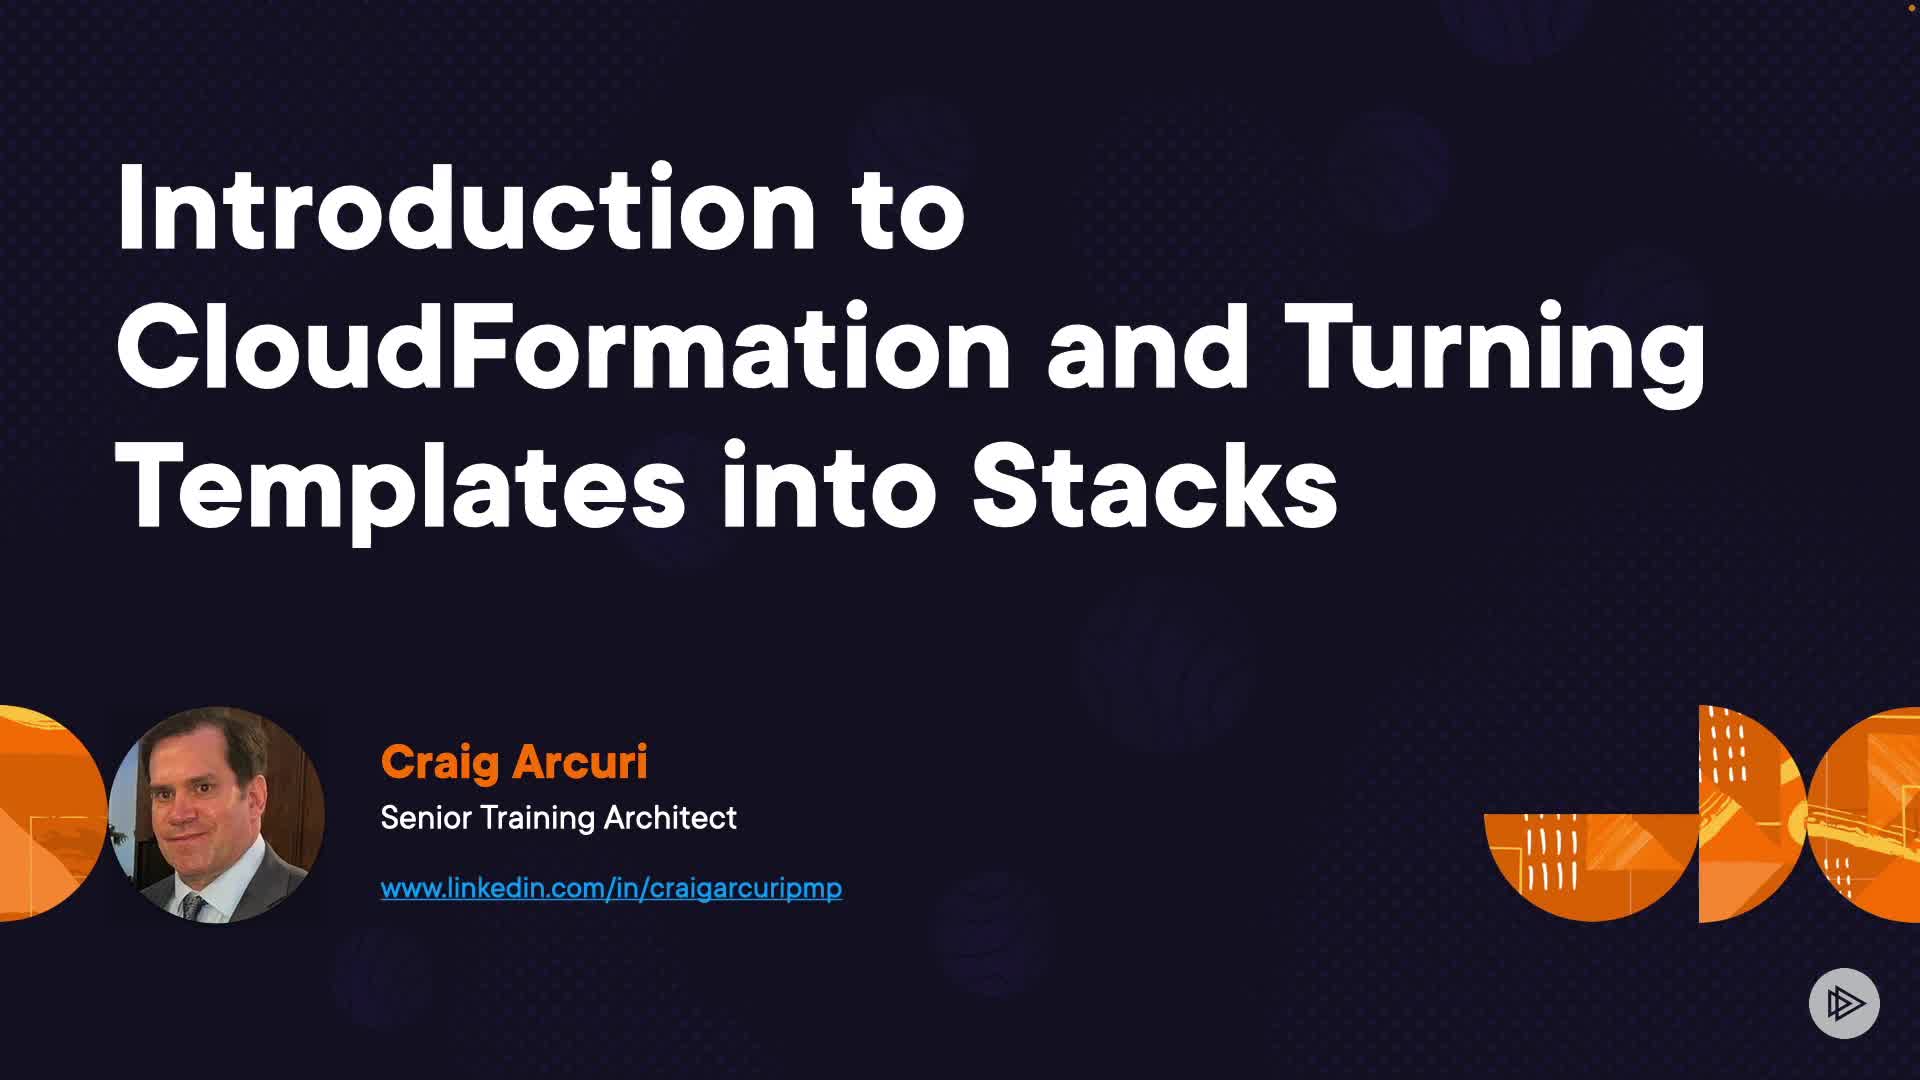 Introduction to
CloudFormation and Turning
Templates into Stacks
Craig Arcuri
Senior Training Architect
www.linkedin.com/in/craigarcuripmp